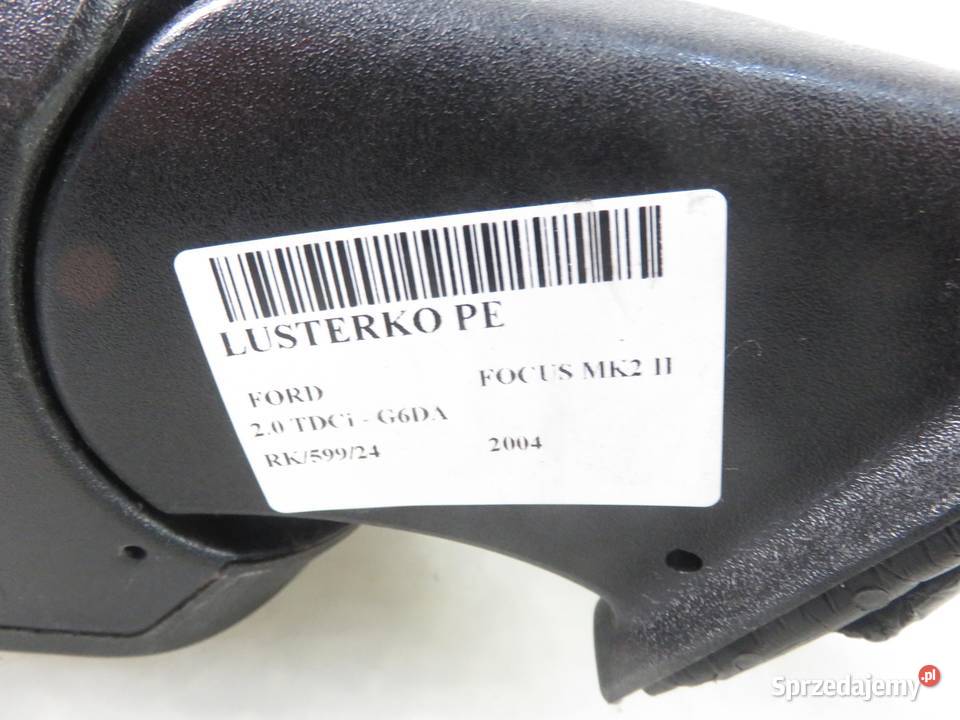 LUSTERKO PE
FORD FOCUS MK2 II
2.0 TDCi - G6DA
RK/599/24 2004
Sprzedajemy.pl